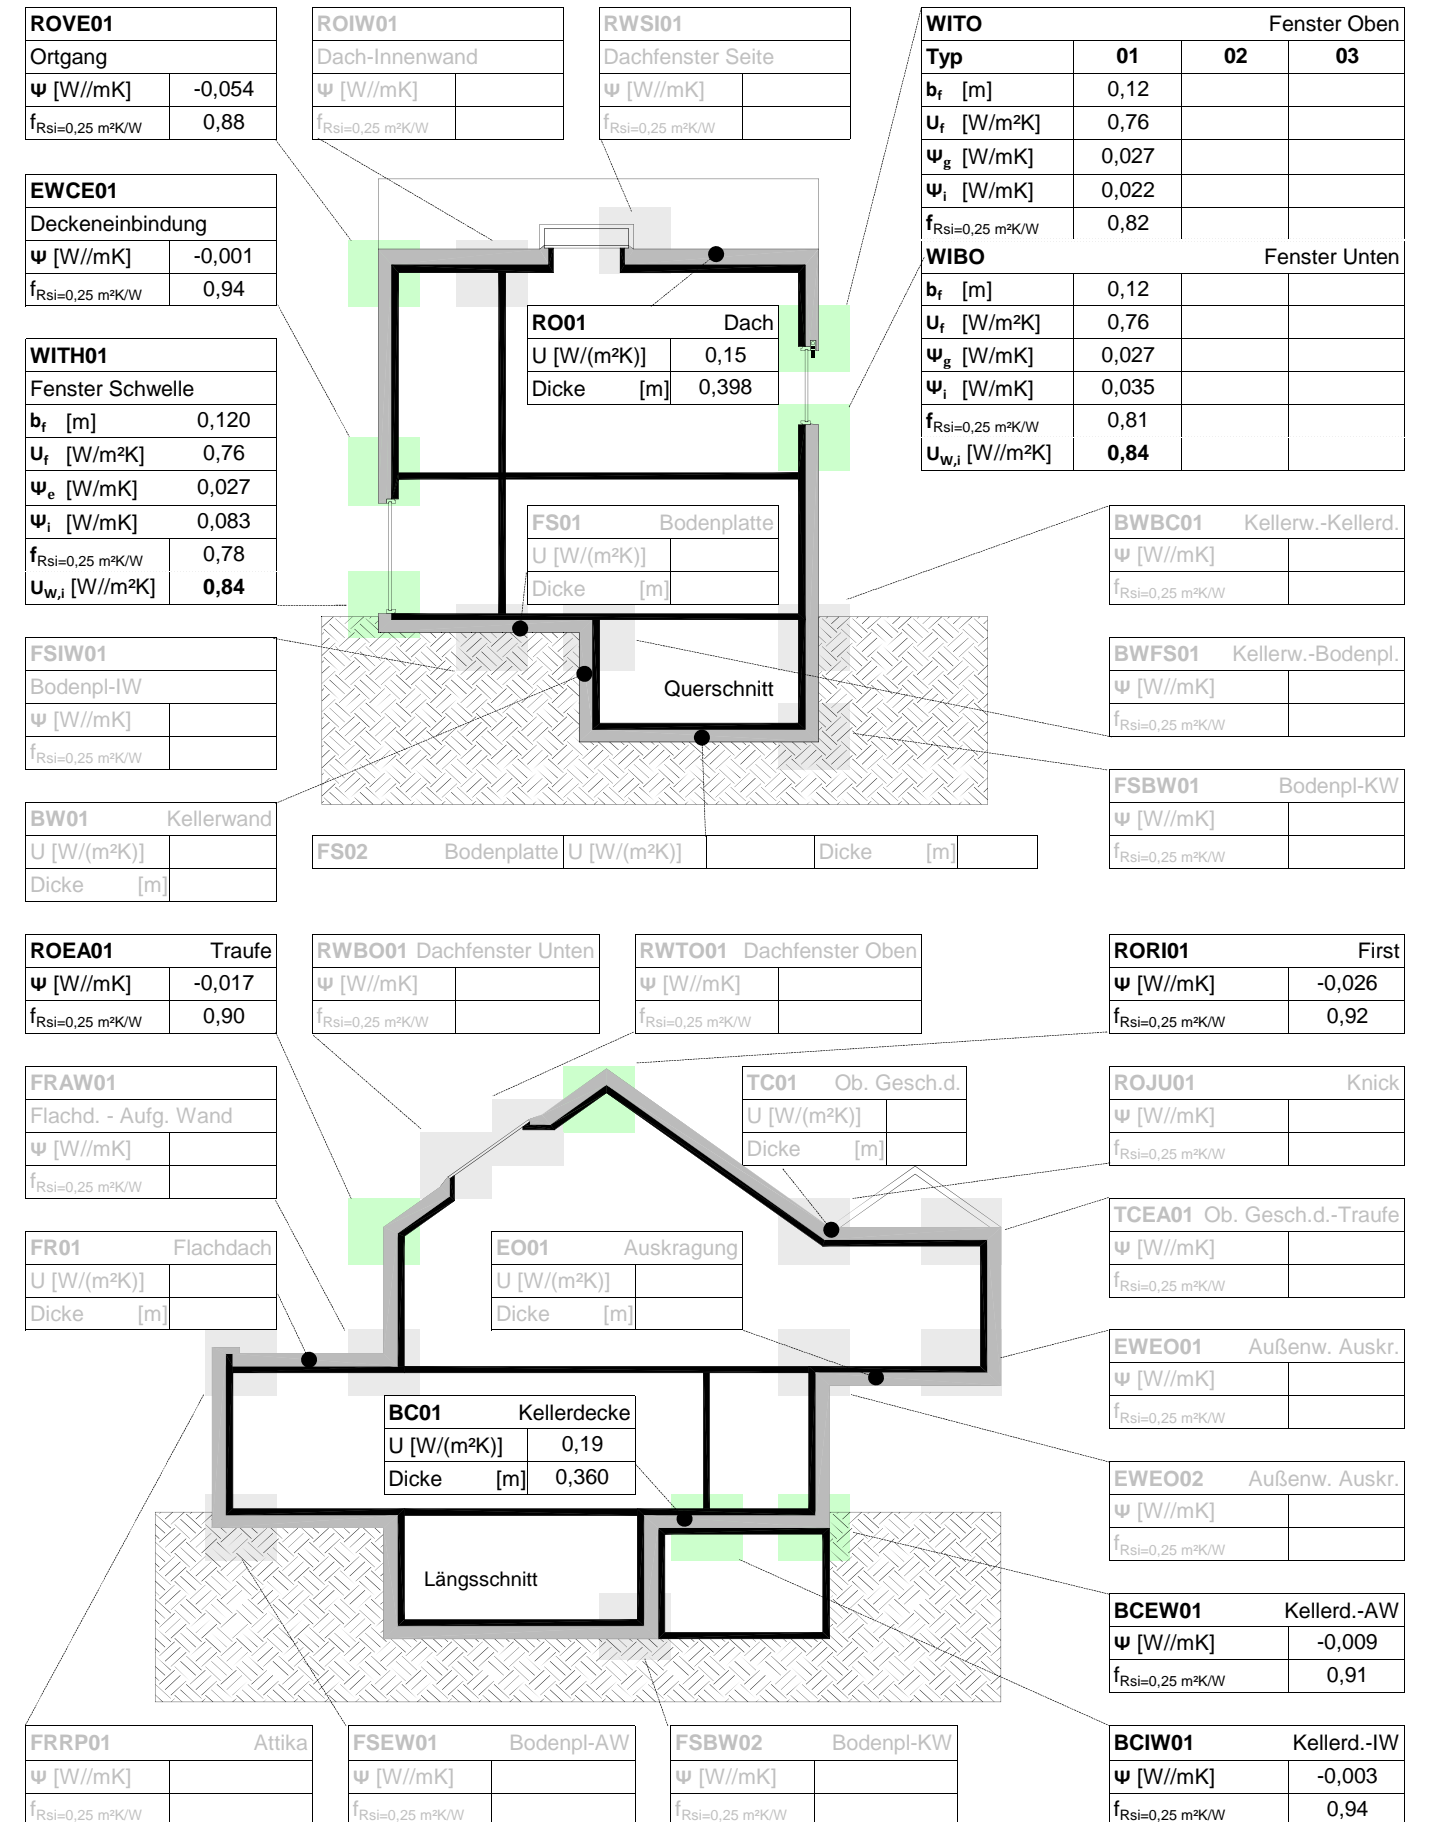 ROVE01
Ortgang
Ψ [W//mK] -0,054
fRsi=0,25 m²K/W 0,88
ROIW01
Dach-Innenwand
Ψ [W//mK]
fRsi=0,25 m²K/W
RWSI01
Dachfenster Seite
Ψ [W//mK]
fRsi=0,25 m²K/W
WITO Fenster Oben
Typ 01 02 03
bf [m] 0,12
Uf [W/m²K] 0,76
Ψg [W/mK] 0,027
Ψi [W/mK] 0,022
fRsi=0,25 m²K/W 0,82
WIBO Fenster Unten
bf [m] 0,12
Uf [W/m²K] 0,76
Ψg [W/mK] 0,027
Ψi [W/mK] 0,035
fRsi=0,25 m²K/W 0,81
UW,i [W//m²K] 0,84
EWCE01
Deckeneinbindung
Ψ [W//mK] -0,001
fRsi=0,25 m²K/W 0,94
RO01 Dach
U [W/(m²K)] 0,15
Dicke [m] 0,398
WITH01
Fenster Schwelle
bf [m] 0,120
Uf [W/m²K] 0,76
Ψe [W/mK] 0,027
Ψi [W/mK] 0,083
fRsi=0,25 m²K/W 0,78
UW,i [W//m²K] 0,84
FS01 Bodenplatte
U [W/(m²K)]
Dicke [m]
BWBC01 Kellerw.-Kellerd.
Ψ [W//mK]
fRsi=0,25 m²K/W
FSIW01
Bodenpl-IW
Ψ [W//mK]
fRsi=0,25 m²K/W
Querschnitt
BWFS01 Kellerw.-Bodenpl.
Ψ [W//mK]
fRsi=0,25 m²K/W
FSBW01 Bodenpl-KW
Ψ [W//mK]
fRsi=0,25 m²K/W
BW01 Kellerwand
U [W/(m²K)]
Dicke [m]
FS02 Bodenplatte U [W/(m²K)] Dicke [m]
ROEA01 Traufe
Ψ [W//mK] -0,017
fRsi=0,25 m²K/W 0,90
RWBO01 Dachfenster Unten
Ψ [W//mK]
fRsi=0,25 m²K/W
RWTO01 Dachfenster Oben
Ψ [W//mK]
fRsi=0,25 m²K/W
RORI01 First
Ψ [W//mK] -0,026
fRsi=0,25 m²K/W 0,92
FRAW01
Flachd. - Aufg. Wand
Ψ [W//mK]
fRsi=0,25 m²K/W
TC01 Ob. Gesch.d.
U [W/(m²K)]
Dicke [m]
ROJU01 Knick
Ψ [W//mK]
fRsi=0,25 m²K/W
TCEA01 Ob. Gesch.d.-Traufe
Ψ [W//mK]
fRsi=0,25 m²K/W
FR01 Flachdach
U [W/(m²K)]
Dicke [m]
EO01 Auskragung
U [W/(m²K)]
Dicke [m]
EWEO01 Außenw. Auskr.
Ψ [W//mK]
fRsi=0,25 m²K/W
BC01 Kellerdecke
U [W/(m²K)] 0,19
Dicke [m] 0,360
EWEO02 Außenw. Auskr.
Ψ [W//mK]
fRsi=0,25 m²K/W
Längsschnitt
BCEW01 Kellerd.-AW
Ψ [W//mK] -0,009
fRsi=0,25 m²K/W 0,91
FRRP01 Attika
Ψ [W//mK]
fRsi=0,25 m²K/W
FSEW01 Bodenpl-AW
Ψ [W//mK]
fRsi=0,25 m²K/W
FSBW02 Bodenpl-KW
Ψ [W//mK]
fRsi=0,25 m²K/W
BCIW01 Kellerd.-IW
Ψ [W//mK] -0,003
fRsi=0,25 m²K/W 0,94